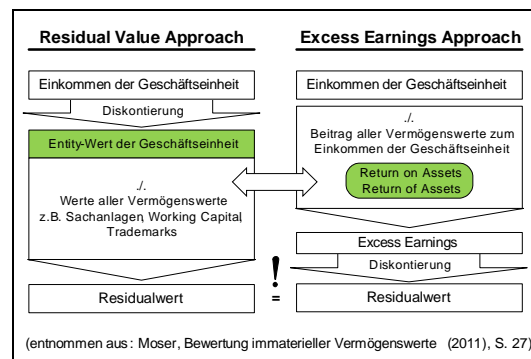 Residual Value Approach
Einkommen der Geschäftseinheit
Diskontierung
Entity-Wert der Geschäftseinheit
./.
Werte aller Vermögenswerte
z.B. Sachanlagen, Working Capital,
Trademarks
Residualwert
!
=
Excess Earnings Approach
Einkommen der Geschäftseinheit
./.
Beitrag aller Vermögenswerte zum
Einkommen der Geschäftseinheit
Return on Assets
Return of Assets
Excess Earnings
Diskontierung
Residualwert
(entnommen aus: Moser, Bewertung immaterieller Vermögenswerte (2011), S. 27)